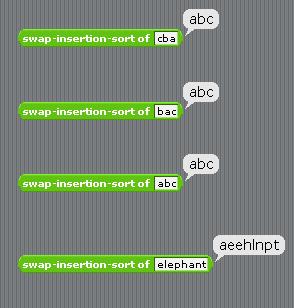 abc
swap-insertion-sort of cba
abc
swap-insertion-sort of bac
abc
swap-insertion-sort of abc
aeehlnpt
swap-insertion-sort of elephant